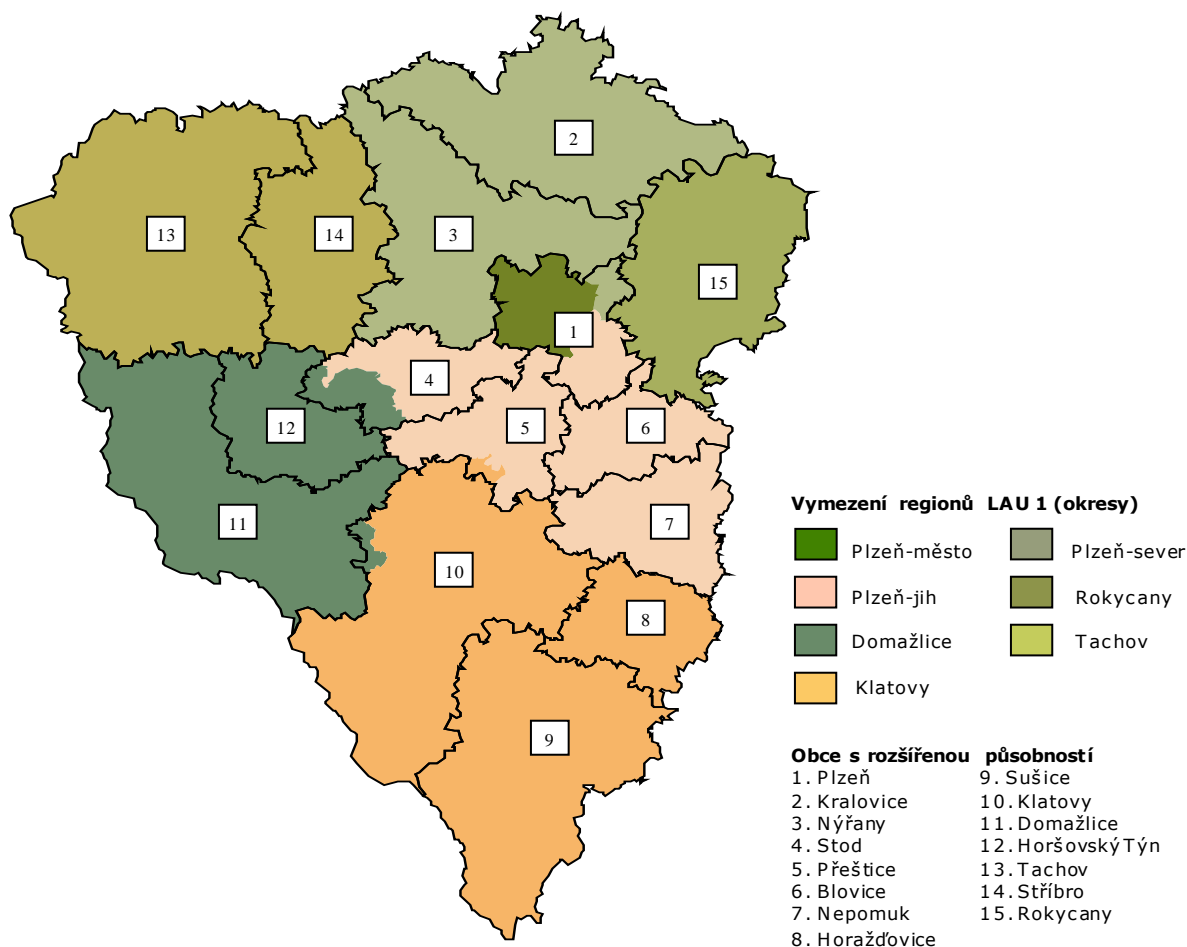 2
13
14
3
15
1
4
12
5
6
11
7
10
8
9
Vymezení regionů LAU 1 (okresy)
Plzeň-město Plzeň-sever
Plzeň-jih Rokycany
Domažlice Tachov
Klatovy
Obce s rozšířenou působností
1. Plzeň 9. Sušice
2. Kralovice 10. Klatovy
3. Nýřany 11. Domažlice
4. Stod 12. Horšovský Týn
5. Přeštice 13. Tachov
6. Blovice 14. Stříbro
7. Nepomuk 15. Rokycany
8. Horažďovice